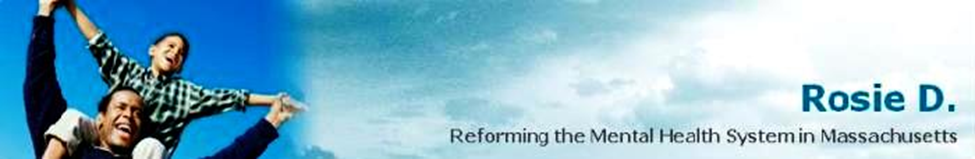 Rosie D.
Reforming the Mental Health System in Massachusetts